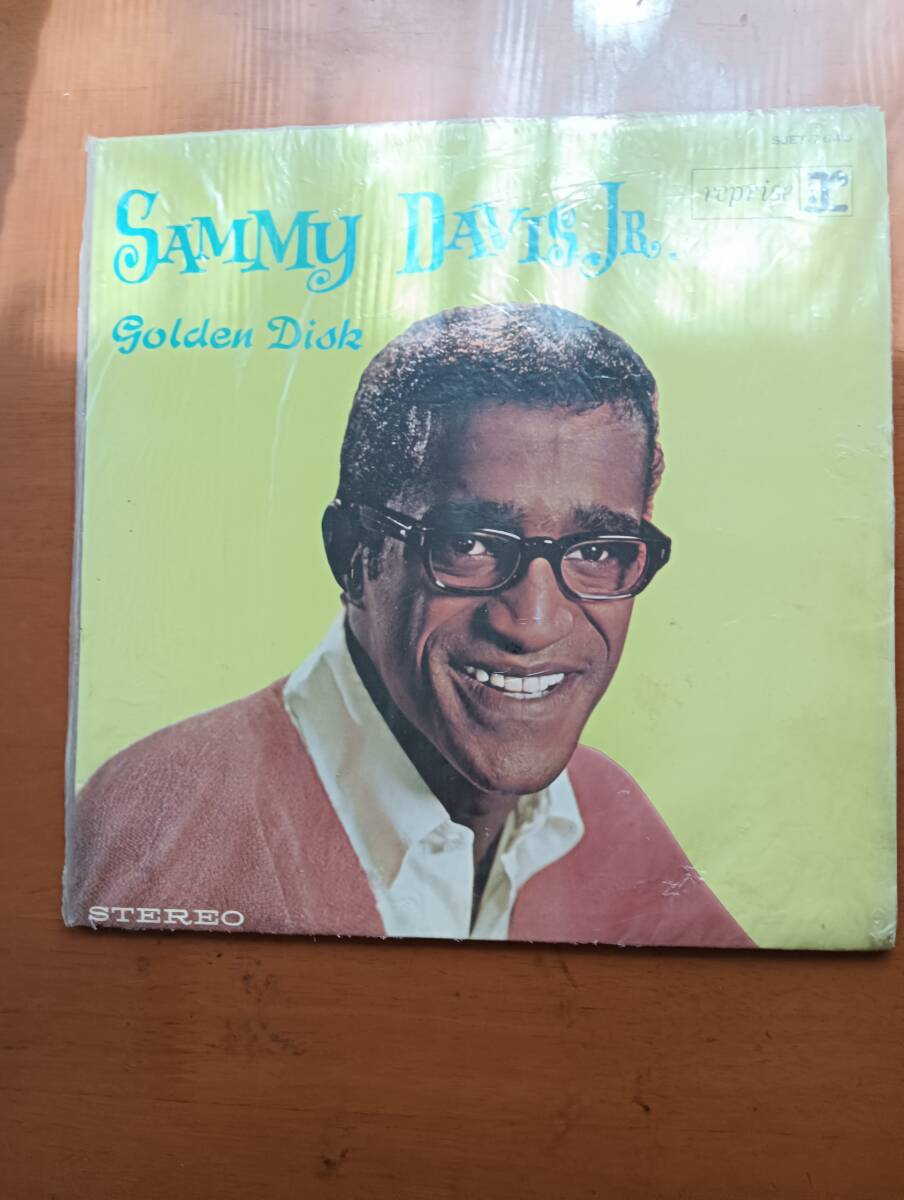 reprise
SAMMY DAVIS, JR.
Golden Disk
STEREO